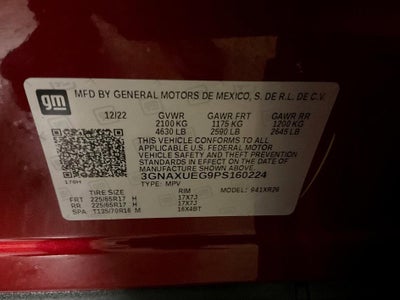 gm MFD BY GENERAL MOTORS DE MEXICO, S. DE R.L. DE C.V.
12/22 GVWR GAWR FRT GAWR RR
2100 KG 1175 KG 1200 KG
4630 LB 2590 LB 2645 LB
THIS VEHICLE CONFORMS TO ALL
APPLICABLE U.S. FEDERAL MOTOR
VEHICLE SAFETY AND THEFT PREVENTION
STANDARDS IN EFFECT ON THE DATE OF
MANUFACTURE SHOWN ABOVE.
3GNAXUEG9PS160224
TYPE: MPV MODEL:
TIRE SIZE RIM
FRT 225/65R17 H 17X7J
RR 225/65R17 H 17X7J
SPA T135/70R16 M 16X4BT